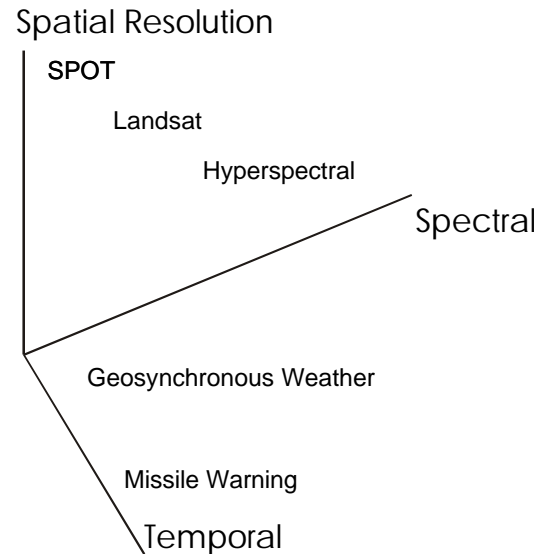 Spatial Resolution
SPOT
Landsat
Hyperspectral
Spectral
Geosynchronous Weather
Missile Warning
Temporal